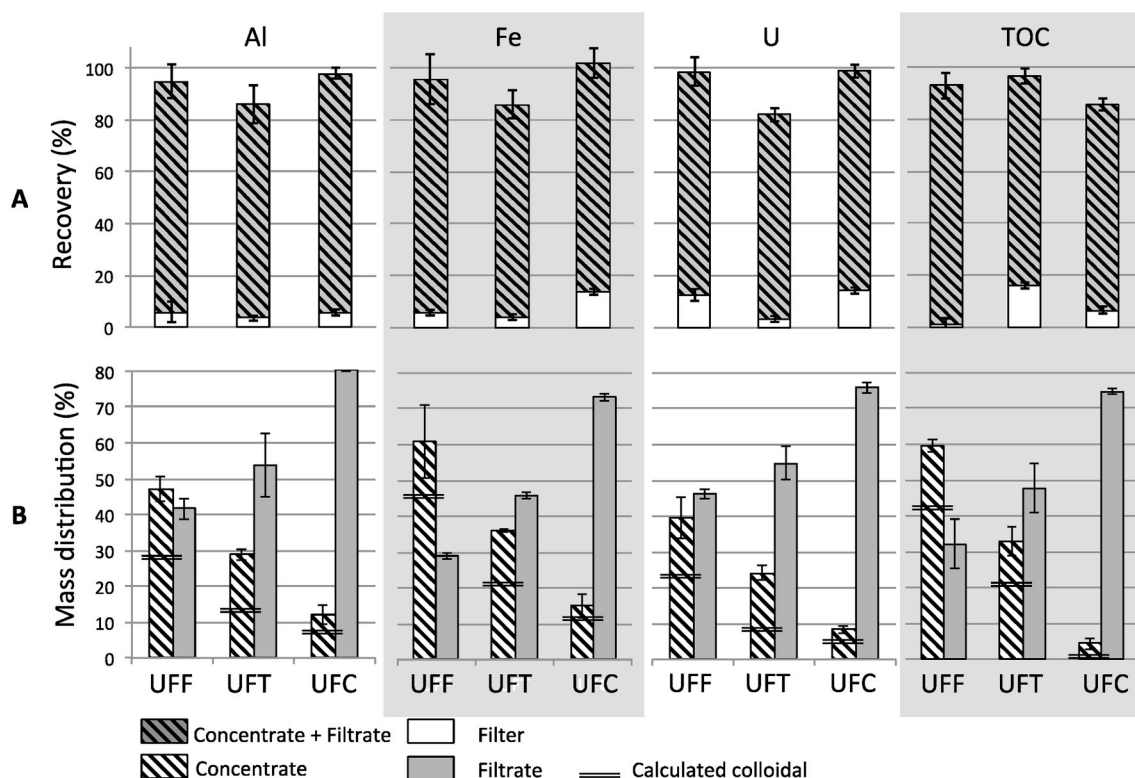 Al Fe U TOC
A
Recovery (%)
100
80
60
40
20
0
B
Mass distribution (%)
80
70
60
50
40
30
20
10
0
UFF UFT UFC UFF UFT UFC UFF UFT UFC UFF UFT UFC
Concentrate + Filtrate Filter
Concentrate Filtrate Calculated colloidal